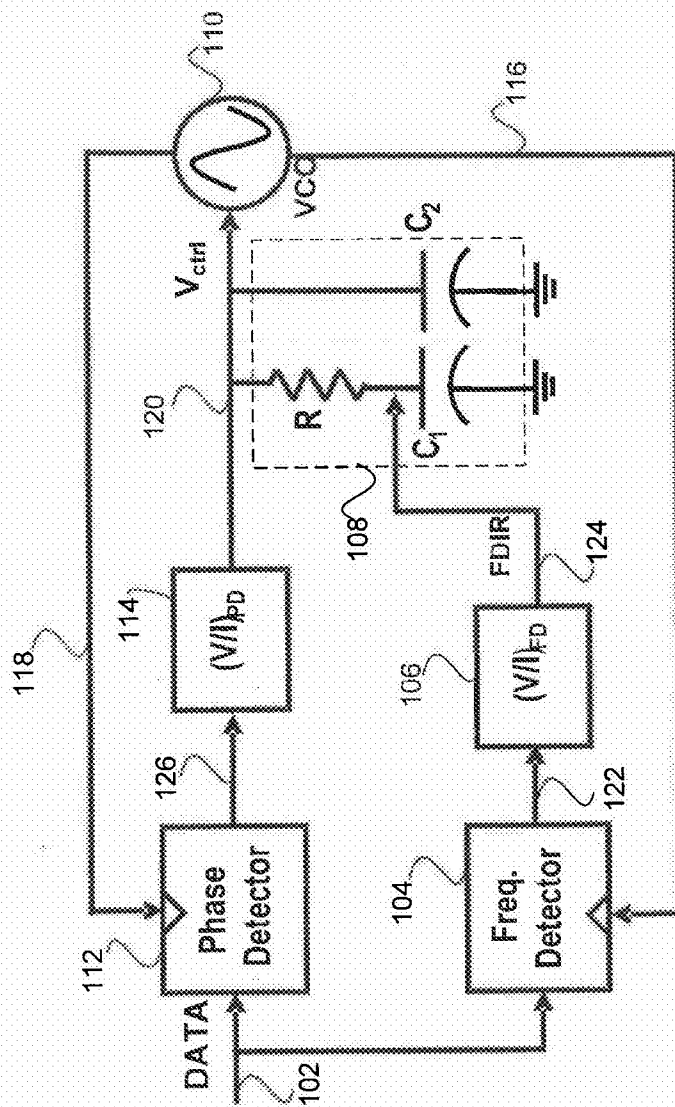 118
110
112
Phase
Detector
126
114
(V/I)PD
120
Vctrl
VCO
DATA
102
R
C1
C2
108
116
104
Freq.
Detector
122
106
(V/I)FD
FDIR
124